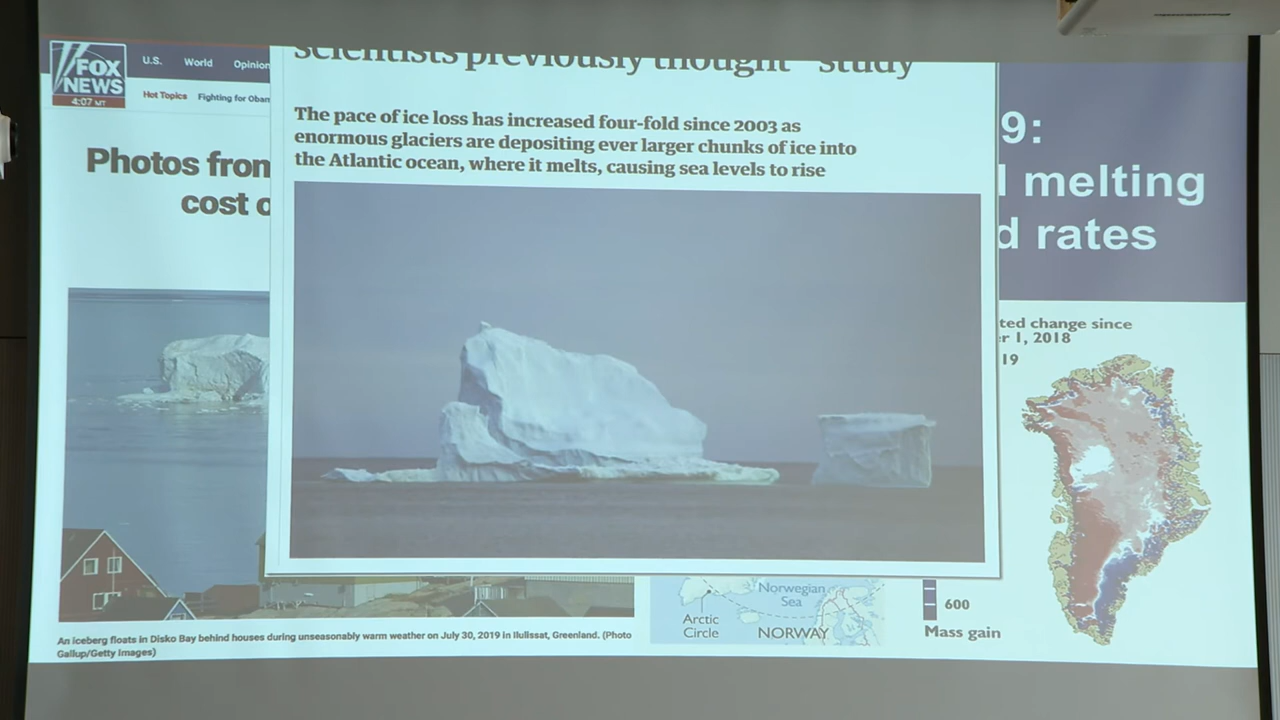 scientists previously thought – study
The pace of ice loss has increased four-fold since 2003 as
enormous glaciers are depositing ever larger chunks of ice into
the Atlantic ocean, where it melts, causing sea levels to rise
FOX
NEWS
4:07 MT
U.S. World Opinion
Hot Topics Fighting for Oban
Photos from
cost o
An iceberg floats in Disko Bay behind houses during unseasonably warm weather on July 30, 2019 in Ilulissat, Greenland. (Photo
Gallup/Getty Images)
9:
l melting
d rates
ted change since
r 1, 2018
19
Norwegian
Sea
Arctic
Circle
NORWAY
600
Mass gain